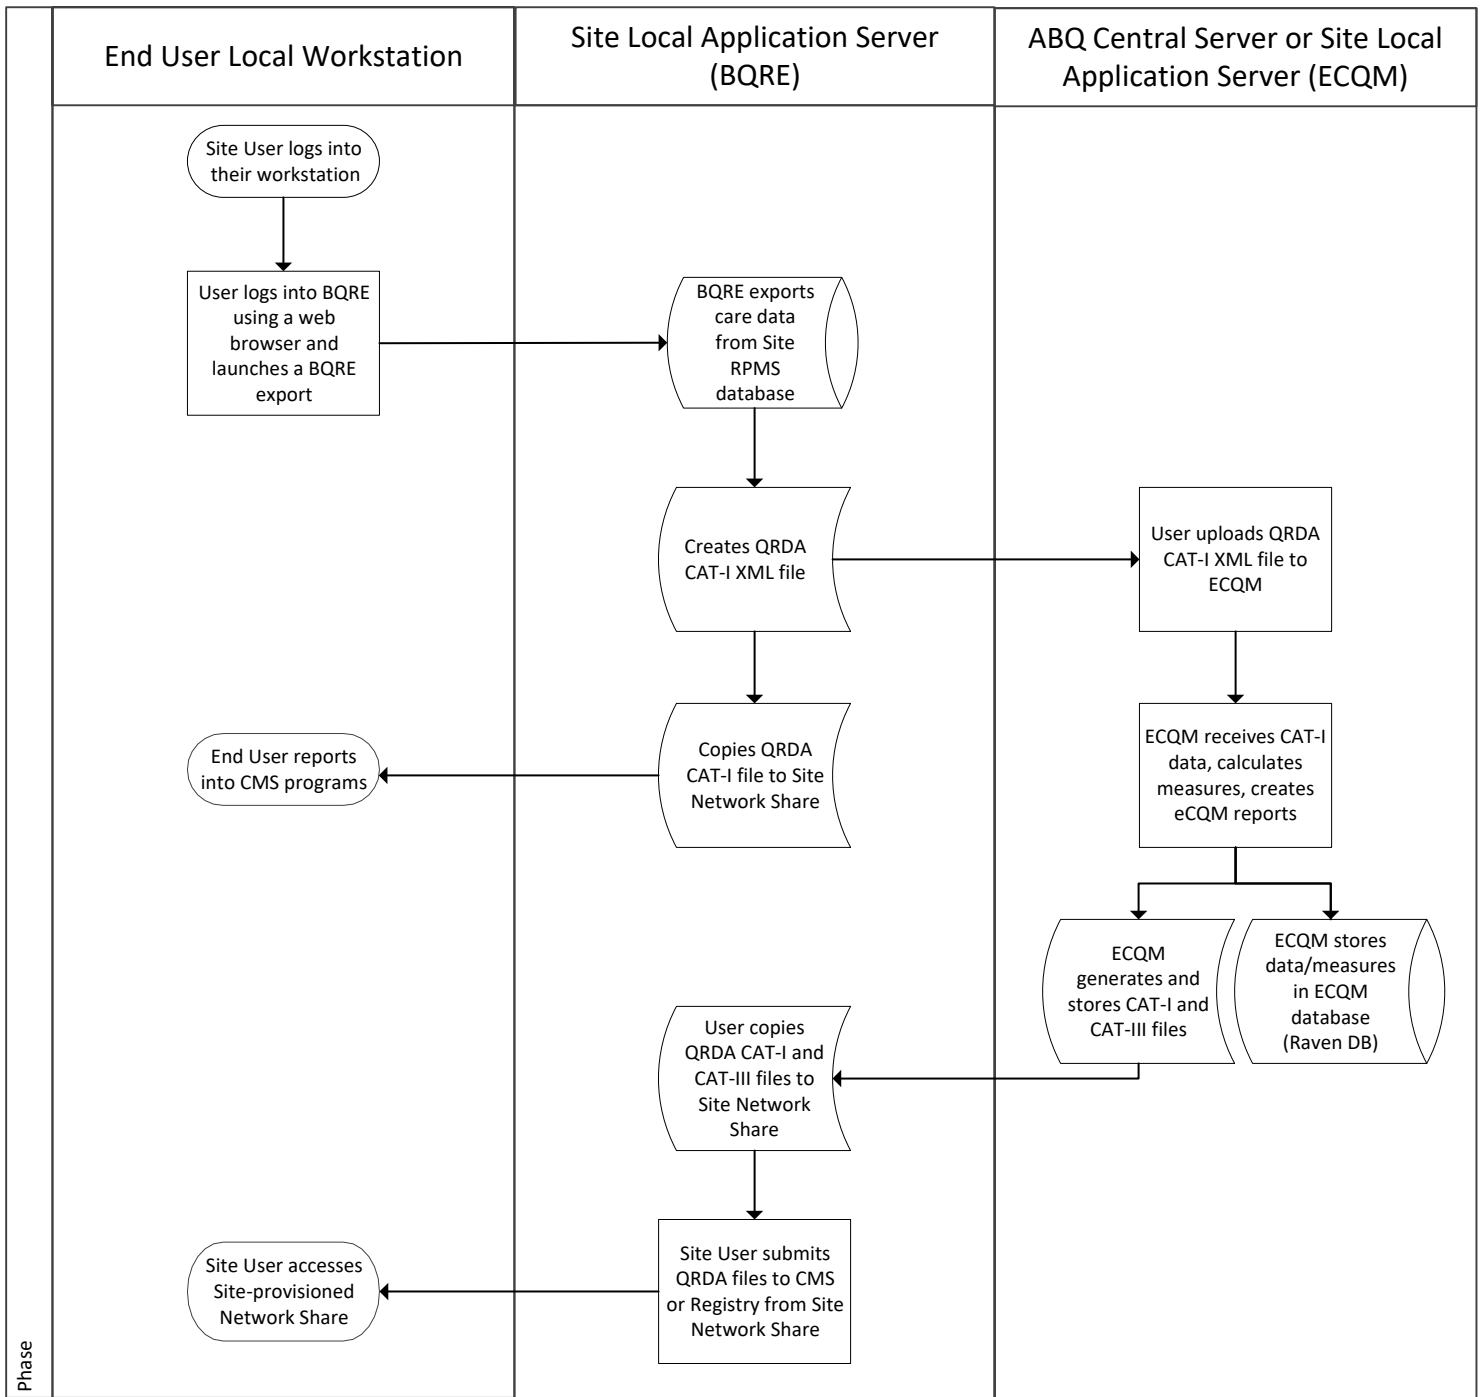 End User Local Workstation
Site Local Application Server
(BQRE)
ABQ Central Server or Site Local
Application Server (ECQM)
Site User logs into
their workstation
User logs into BQRE
using a web
browser and
launches a BQRE
export
BQRE exports
care data
from Site
RPMS
database
Creates QRDA
CAT-I XML file
User uploads QRDA
CAT-I XML file to
ECQM
End User reports
into CMS programs
Copies QRDA
CAT-I file to Site
Network Share
ECQM receives CAT-I
data, calculates
measures, creates
eCQM reports
ECQM
generates and
stores CAT-I and
CAT-III files
ECQM stores
data/measures
in ECQM
database
(Raven DB)
User copies
QRDA CAT-I and
CAT-III files to
Site Network
Share
Site User accesses
Site-provisioned
Network Share
Site User submits
QRDA files to CMS
or Registry from Site
Network Share
Phase